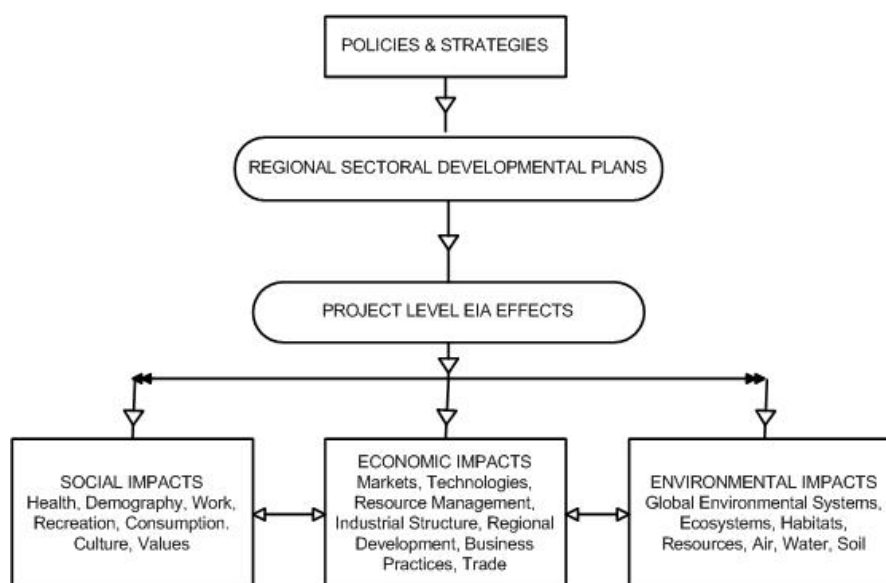 POLICIES & STRATEGIES
REGIONAL SECTORAL DEVELOPMENTAL PLANS
PROJECT LEVEL EIA EFFECTS
SOCIAL IMPACTS
Health, Demography, Work,
Recreation, Consumption.
Culture, Values
ECONOMIC IMPACTS
Markets, Technologies,
Resource Management,
Industrial Structure, Regional
Development, Business
Practices, Trade
ENVIRONMENTAL IMPACTS
Global Environmental Systems,
Ecosystems, Habitats,
Resources, Air, Water, Soil